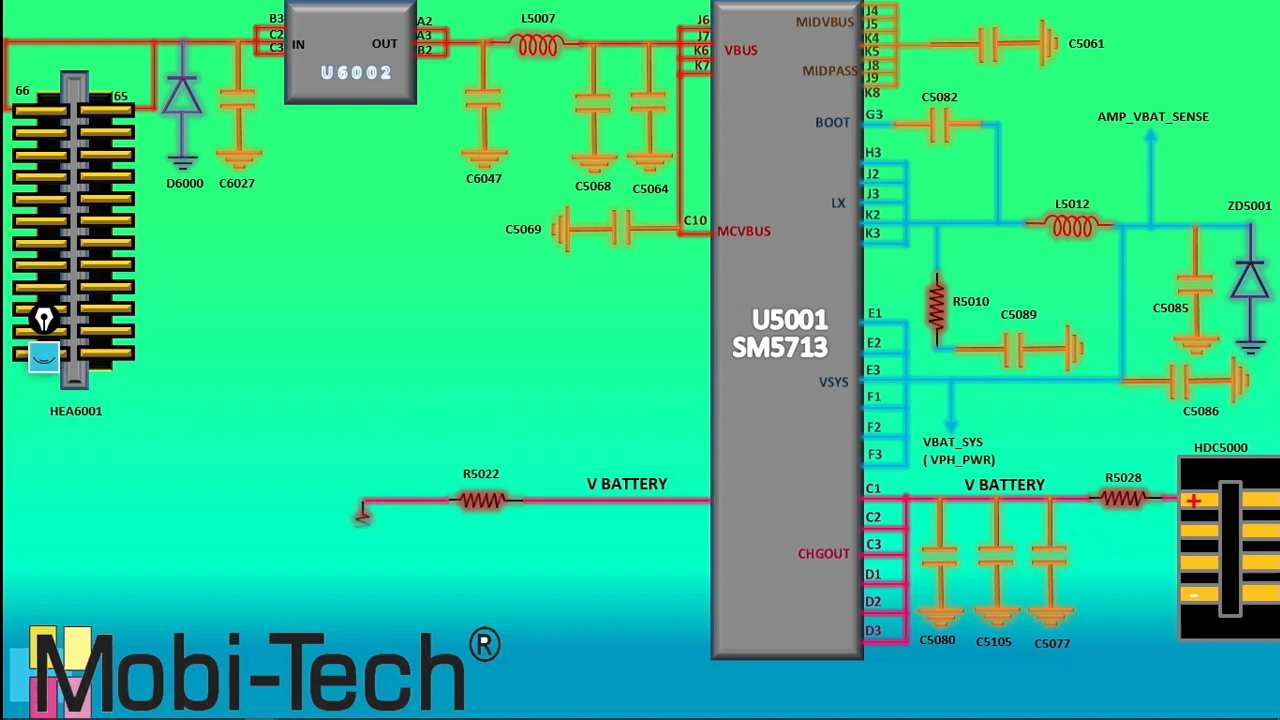 B3
C2
C3
IN
OUT
U6002
A2
A3
B2
L5007
J6
J7
K6
K7
VBUS
66
65
D6000
C6027
C6047
C5068
C5064
C5069
C10
MCVBUS
HEA6001
MIDVBUS
MIDPASS
J4
J5
K4
K5
J8
J9
K8
C5061
BOOT
G3
C5082
AMP_VBAT_SENSE
H3
J2
J3
K2
K3
LX
L5012
ZD5001
U5001
SM5713
R5010
C5089
C5085
E1
E2
E3
F1
F2
F3
VSYS
C5086
VBAT_SYS
( VPH_PWR)
HDC5000
R5022
V BATTERY
C1
C2
C3
D1
D2
D3
CHGOUT
V BATTERY
R5028
+
-
C5080
C5105
C5077
Mobi-Tech®